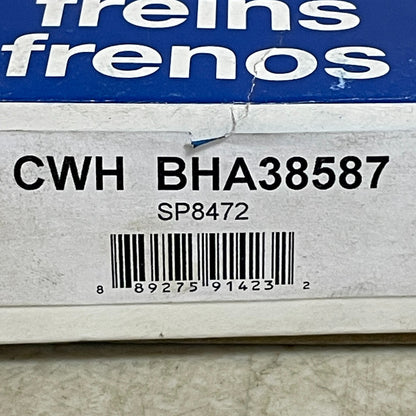 freins
frenos
CWH BHA38587
SP8472
8 89275 91423 2